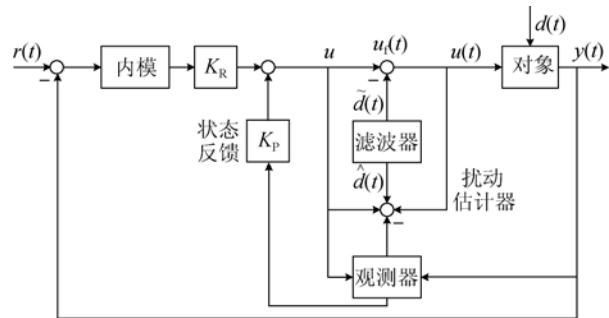 d(t)
r(t)
u
u_f(t)
u(t)
y(t)
内模
K_R
对象
−
−
状态
反馈
K_P
d̃(t)
滤波器
d̂(t)
扰动
估计器
−
观测器